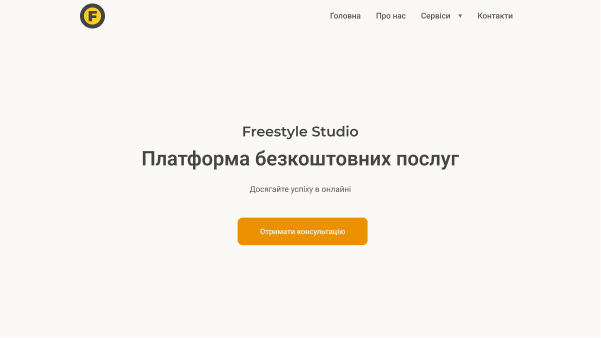 F
Головна Про нас Сервіси ▾ Контакти
Freestyle Studio
Платформа безкоштовних послуг
Досягайте успіху в онлайні
Отримати консультацію